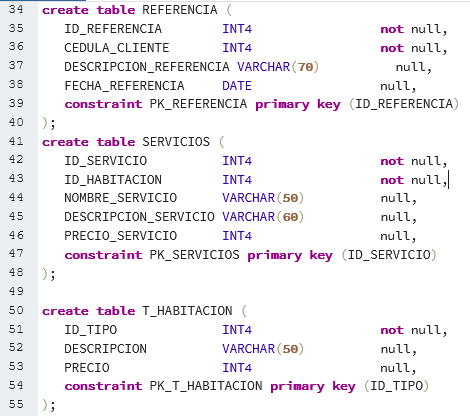 34 create table REFERENCIA (
35 ID_REFERENCIA INT4 not null,
36 CEDULA_CLIENTE INT4 not null,
37 DESCRIPCION_REFERENCIA VARCHAR(70) null,
38 FECHA_REFERENCIA DATE null,
39 constraint PK_REFERENCIA primary key (ID_REFERENCIA)
40 );
41 create table SERVICIOS (
42 ID_SERVICIO INT4 not null,
43 ID_HABITACION INT4 not null,
44 NOMBRE_SERVICIO VARCHAR(50) null,
45 DESCRIPCION_SERVICIO VARCHAR(60) null,
46 PRECIO_SERVICIO INT4 null,
47 constraint PK_SERVICIOS primary key (ID_SERVICIO)
48 );
49
50 create table T_HABITACION (
51 ID_TIPO INT4 not null,
52 DESCRIPCION VARCHAR(50) null,
53 PRECIO INT4 null,
54 constraint PK_T_HABITACION primary key (ID_TIPO)
55 );